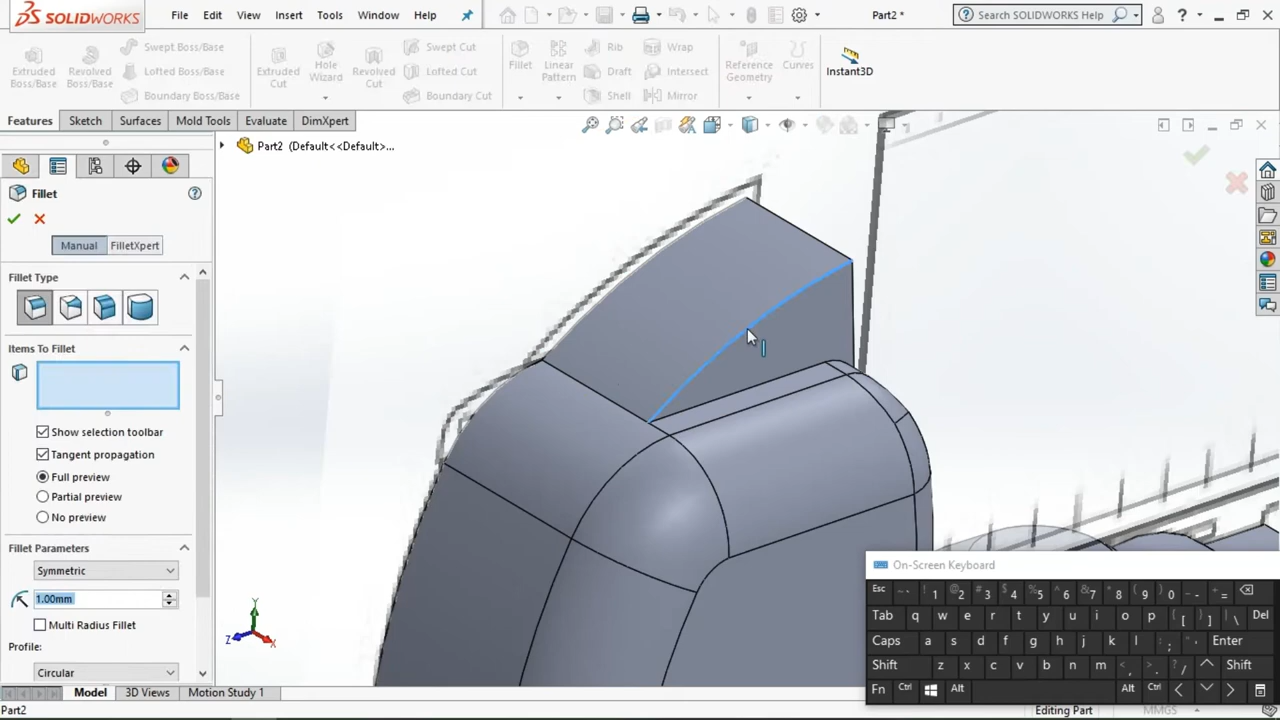 SOLIDWORKS
File Edit View Insert Tools Window Help
Part2 *
Search SOLIDWORKS Help
?
Extruded Boss/Base
Revolved Boss/Base
Swept Boss/Base
Lofted Boss/Base
Boundary Boss/Base
Extruded Cut
Hole Wizard
Revolved Cut
Swept Cut
Lofted Cut
Boundary Cut
Fillet
Linear Pattern
Rib
Draft
Shell
Wrap
Intersect
Mirror
Reference Geometry
Curves
Instant3D
Features Sketch Surfaces Mold Tools Evaluate DimXpert
Part2 (Default<<Default>...
Fillet
Manual FilletXpert
Fillet Type
Items To Fillet
Show selection toolbar
Tangent propagation
Full preview
Partial preview
No preview
Fillet Parameters
Symmetric
1.00mm
Multi Radius Fillet
Profile:
Circular
Y
Z
X
On-Screen Keyboard
Esc ~ ` ! 1 @ 2 # 3 $ 4 % 5 ^ 6 & 7 * 8 ( 9 ) 0 _ - + =
Tab q w e r t y u i o p { [ } ] | \ Del
Caps a s d f g h j k l : ; " ' Enter
Shift z x c v b n m < , > . ? / Shift
Fn Ctrl Alt Alt Ctrl
Model 3D Views Motion Study 1
Part2
Editing Part
MMGS